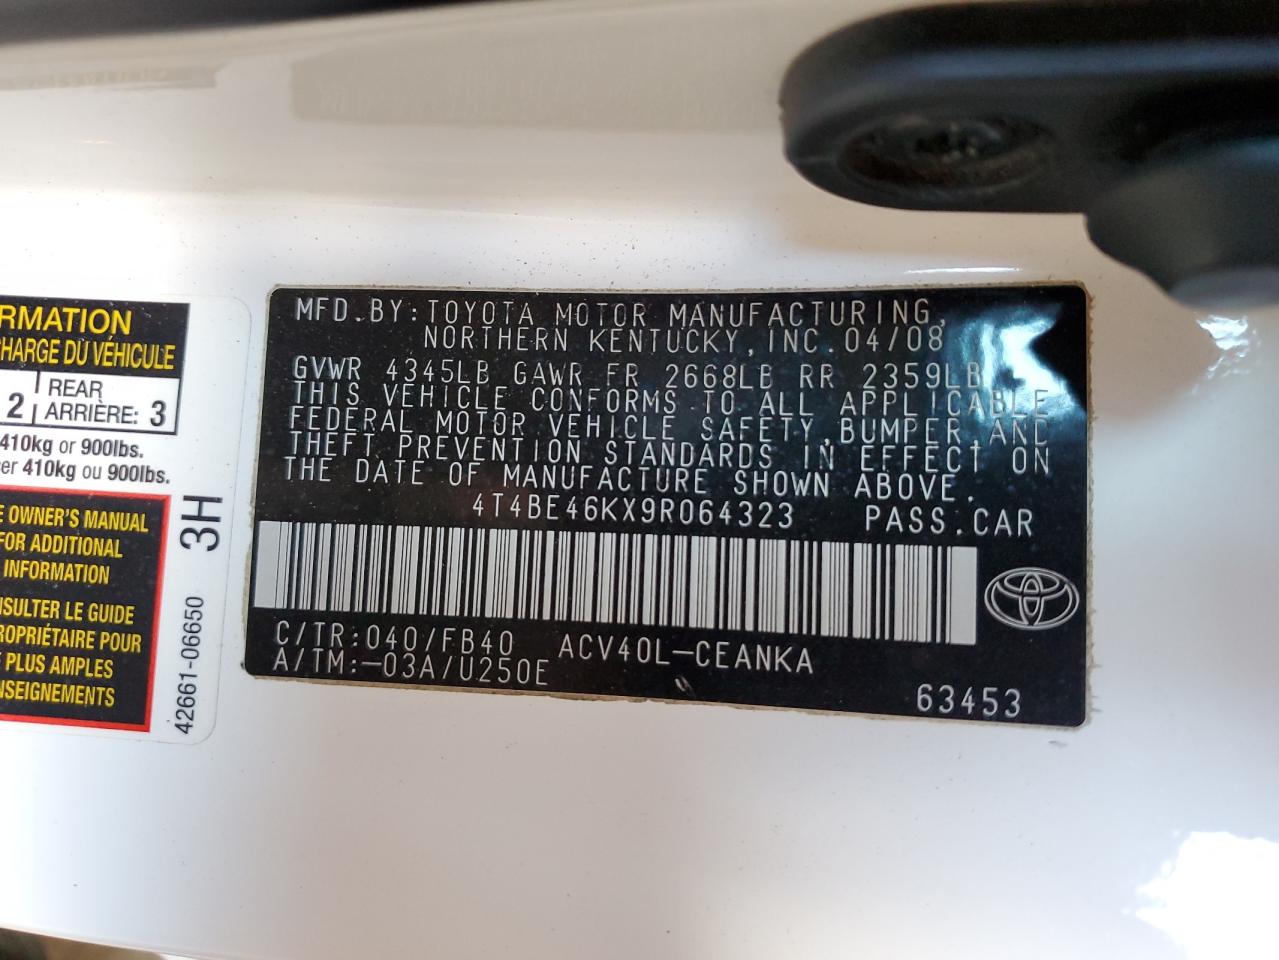 RMATION
HARGE DU VÉHICULE
2 REAR
ARRIÈRE: 3
410kg or 900lbs.
er 410kg ou 900lbs.
E OWNER'S MANUAL
FOR ADDITIONAL
INFORMATION
NSULTER LE GUIDE
ROPRIÉTAIRE POUR
PLUS AMPLES
NSEIGNEMENTS
42661-06650 3H
MFD.BY:TOYOTA MOTOR MANUFACTURING,
NORTHERN KENTUCKY,INC.04/08
GVWR 4345LB GAWR FR 2668LB RR 2359LB
THIS VEHICLE CONFORMS TO ALL APPLICABLE
FEDERAL MOTOR VEHICLE SAFETY,BUMPER,AND
THEFT PREVENTION STANDARDS IN EFFECT ON
THE DATE OF MANUFACTURE SHOWN ABOVE.
4T4BE46KX9R064323 PASS.CAR
C/TR:040/FB40 ACV40L-CEANKA
A/TM:-03A/U250E
63453